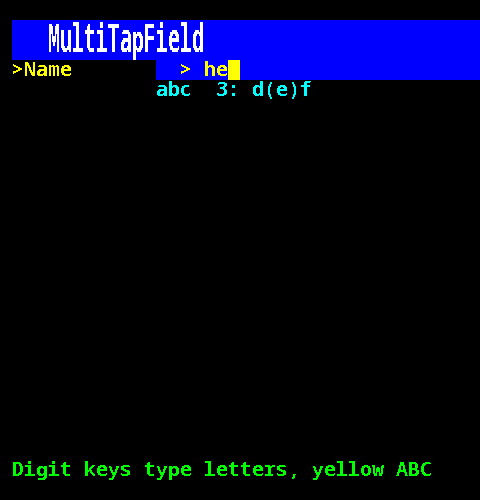 MultiTapField
>Name > he
abc 3: d(e)f
Digit keys type letters, yellow ABC